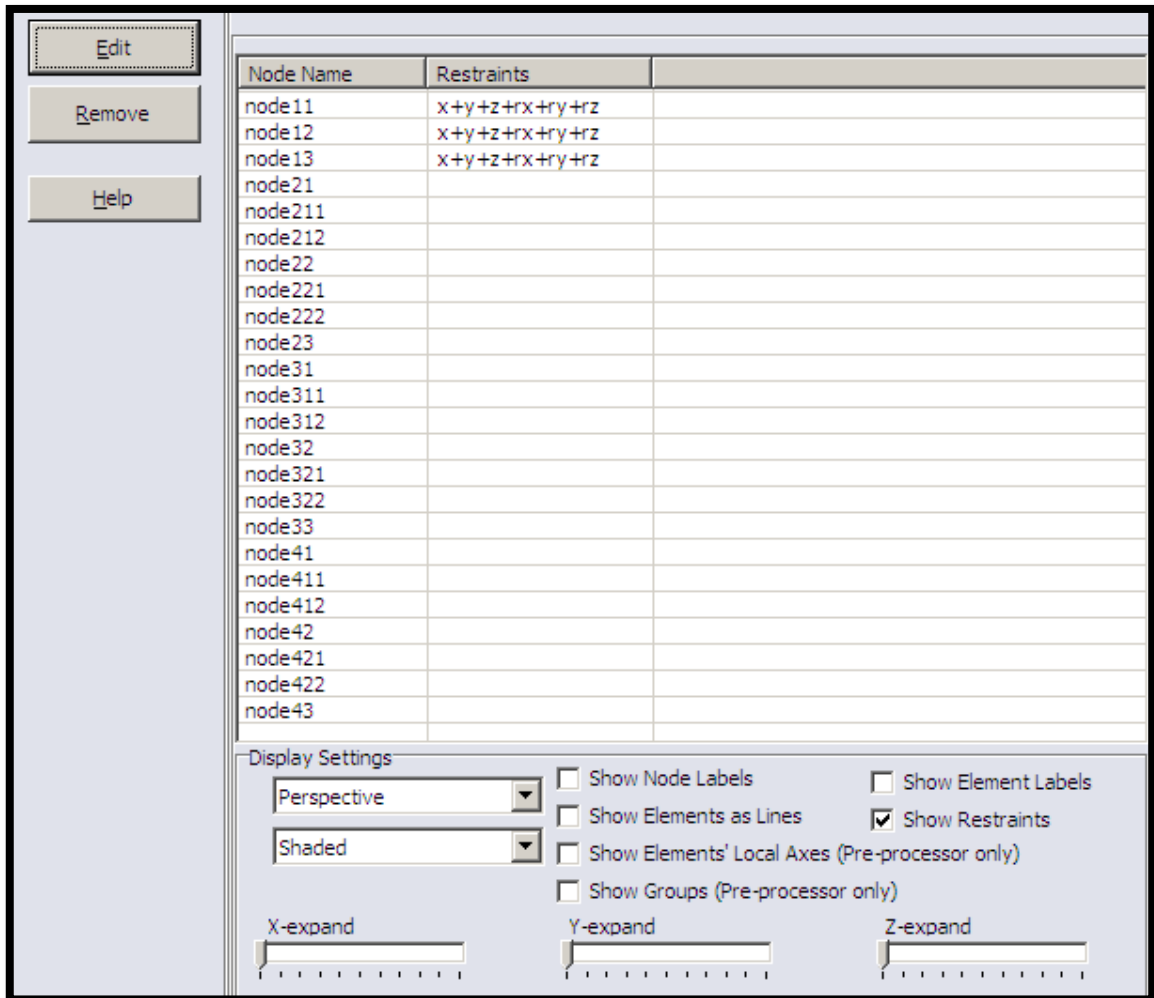 Edit
Remove
Help
Node Name Restraints
node11 x+y+z+rx+ry+rz
node12 x+y+z+rx+ry+rz
node13 x+y+z+rx+ry+rz
node21
node211
node212
node22
node221
node222
node23
node31
node311
node312
node32
node321
node322
node33
node41
node411
node412
node42
node421
node422
node43
Display Settings
Perspective
Shaded
Show Node Labels
Show Element Labels
Show Elements as Lines
Show Restraints
Show Elements' Local Axes (Pre-processor only)
Show Groups (Pre-processor only)
X-expand Y-expand Z-expand